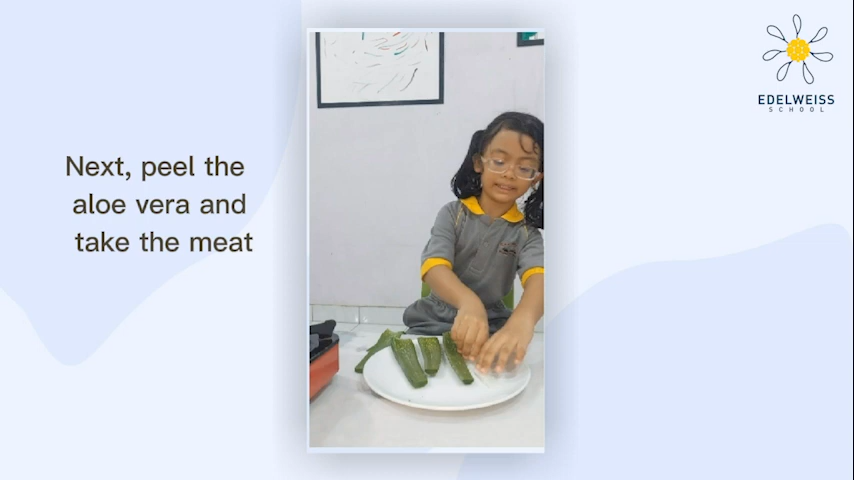 Next, peel the
aloe vera and
take the meat
EDELWEISS
SCHOOL